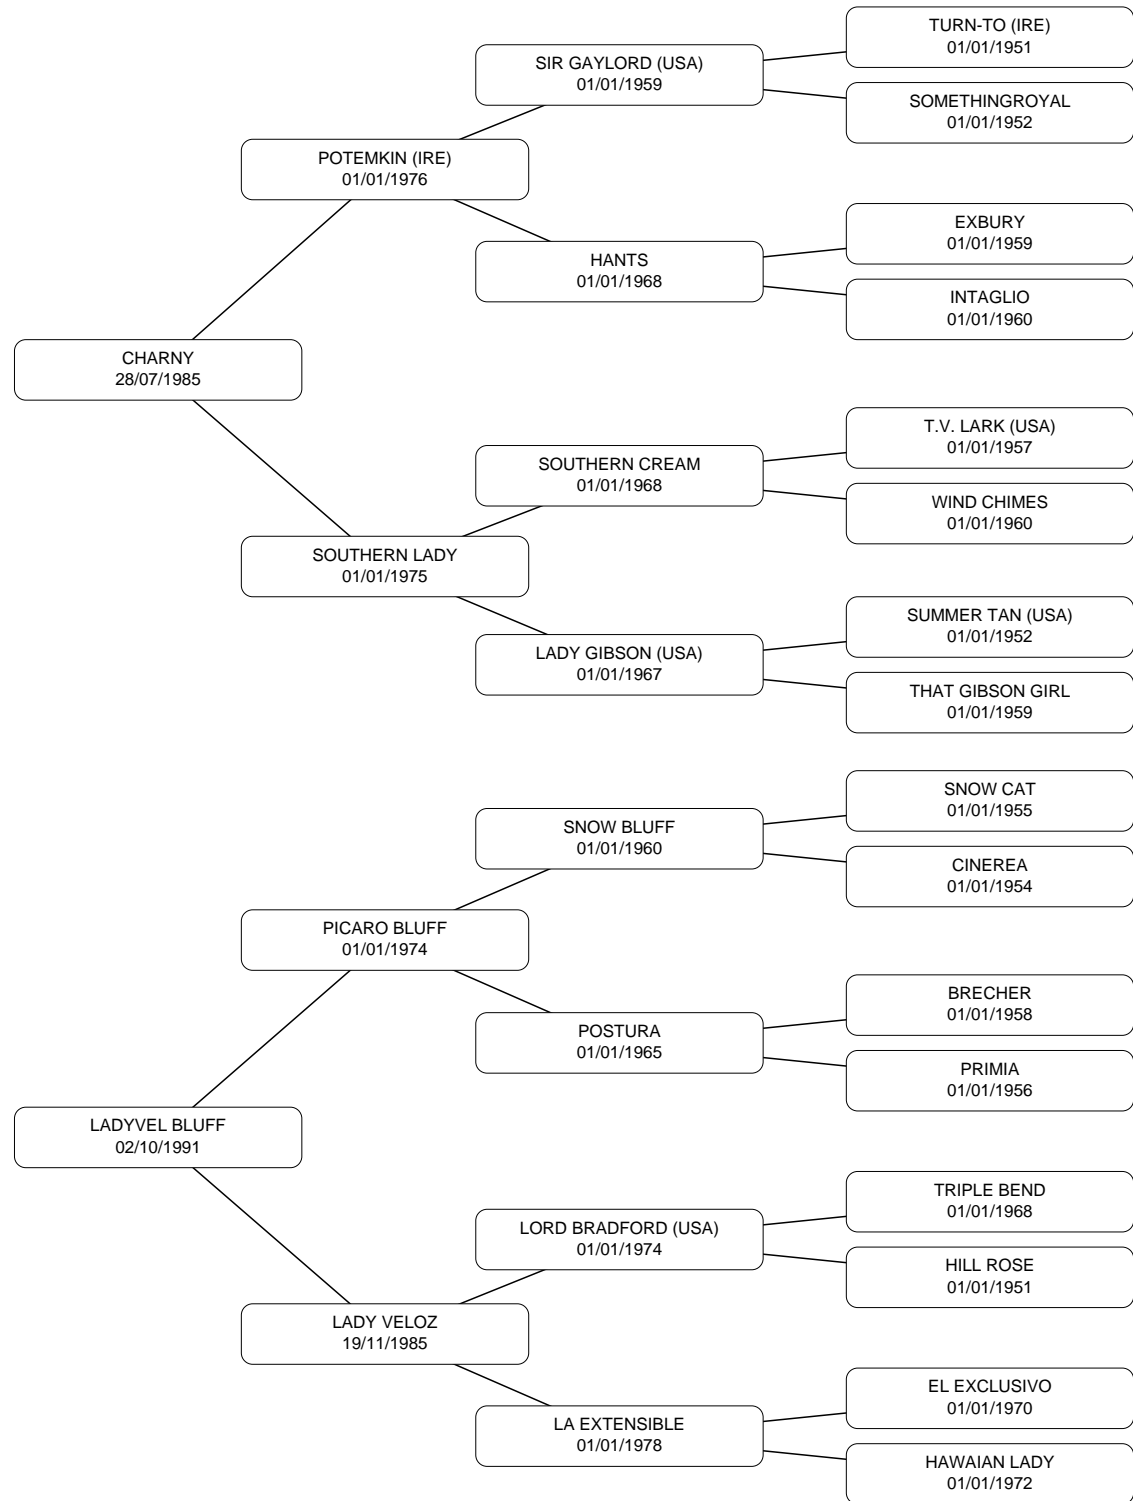 TURN-TO (IRE)
01/01/1951
SIR GAYLORD (USA)
01/01/1959
SOMETHINGROYAL
01/01/1952
POTEMKIN (IRE)
01/01/1976
EXBURY
01/01/1959
HANTS
01/01/1968
INTAGLIO
01/01/1960
CHARNY
28/07/1985
T.V. LARK (USA)
01/01/1957
SOUTHERN CREAM
01/01/1968
WIND CHIMES
01/01/1960
SOUTHERN LADY
01/01/1975
SUMMER TAN (USA)
01/01/1952
LADY GIBSON (USA)
01/01/1967
THAT GIBSON GIRL
01/01/1959
SNOW CAT
01/01/1955
SNOW BLUFF
01/01/1960
CINEREA
01/01/1954
PICARO BLUFF
01/01/1974
BRECHER
01/01/1958
POSTURA
01/01/1965
PRIMIA
01/01/1956
LADYVEL BLUFF
02/10/1991
TRIPLE BEND
01/01/1968
LORD BRADFORD (USA)
01/01/1974
HILL ROSE
01/01/1951
LADY VELOZ
19/11/1985
EL EXCLUSIVO
01/01/1970
LA EXTENSIBLE
01/01/1978
HAWAIAN LADY
01/01/1972